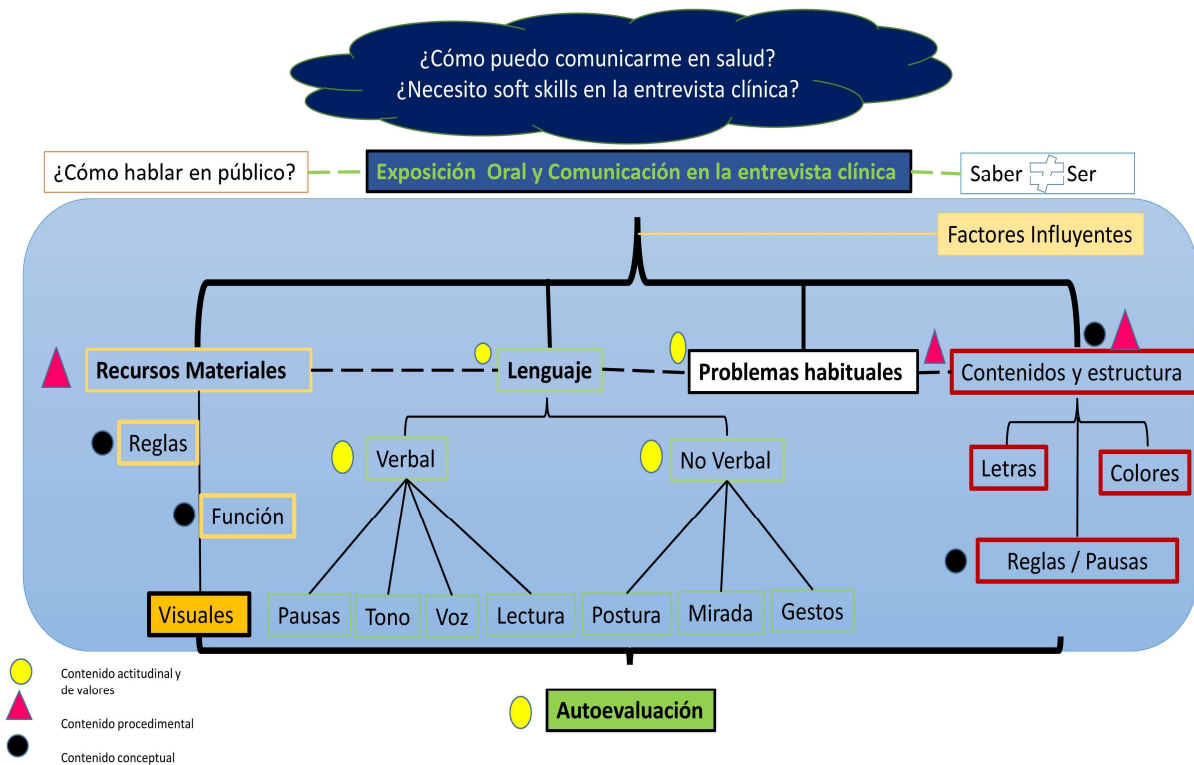 ¿Cómo puedo comunicarme en salud?
¿Necesito soft skills en la entrevista clínica?
¿Cómo hablar en público?
Exposición Oral y Comunicación en la entrevista clínica
Saber
Ser
Factores Influyentes
Recursos Materiales
Lenguaje
Problemas habituales
Contenidos y estructura
Reglas
Verbal
No Verbal
Letras
Colores
Función
Reglas / Pausas
Visuales
Pausas
Tono
Voz
Lectura
Postura
Mirada
Gestos
Contenido actitudinal y
de valores
Contenido procedimental
Contenido conceptual
Autoevaluación